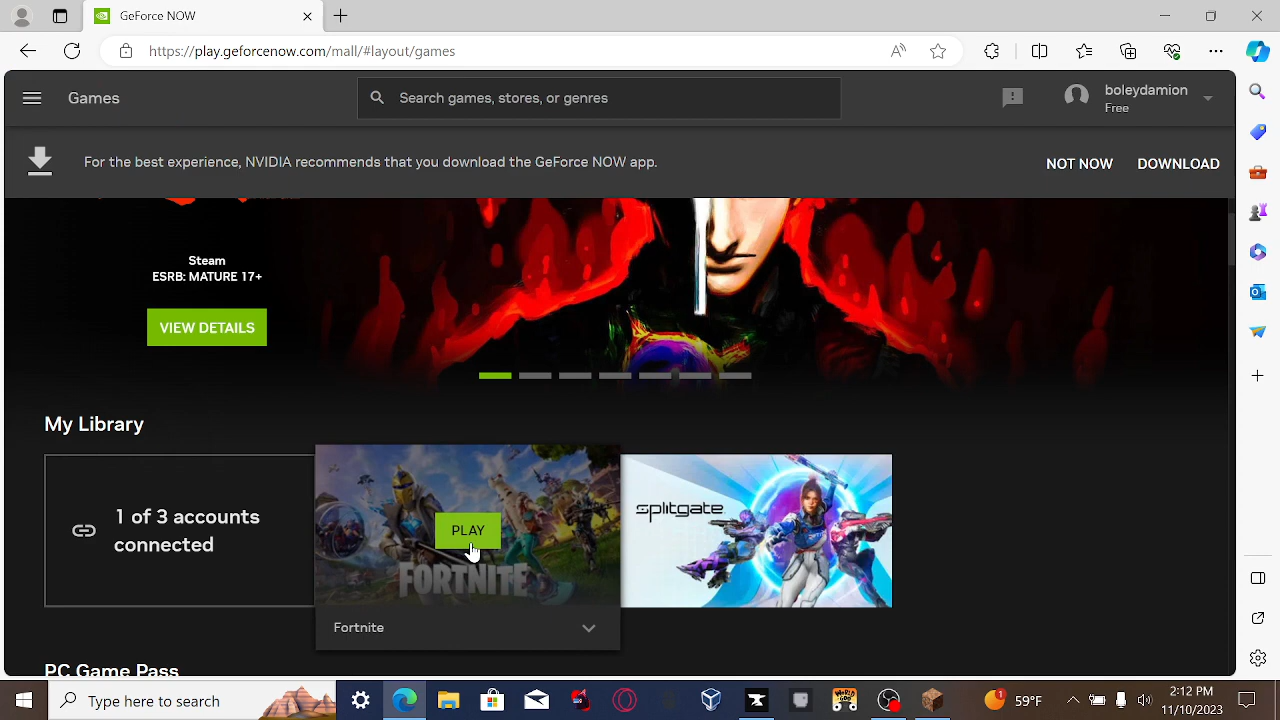 GeForce NOW
https://play.geforcenow.com/mall/#layout/games
Games
Search games, stores, or genres
boleydamion
Free
For the best experience, NVIDIA recommends that you download the GeForce NOW app.
NOT NOW
DOWNLOAD
Steam
ESRB: MATURE 17+
VIEW DETAILS
My Library
1 of 3 accounts
connected
PLAY
FORTNITE
splitgate
Fortnite
PC Game Pass
Type here to search
WORLD
GOO
1
59°F
2:12 PM
11/10/2023